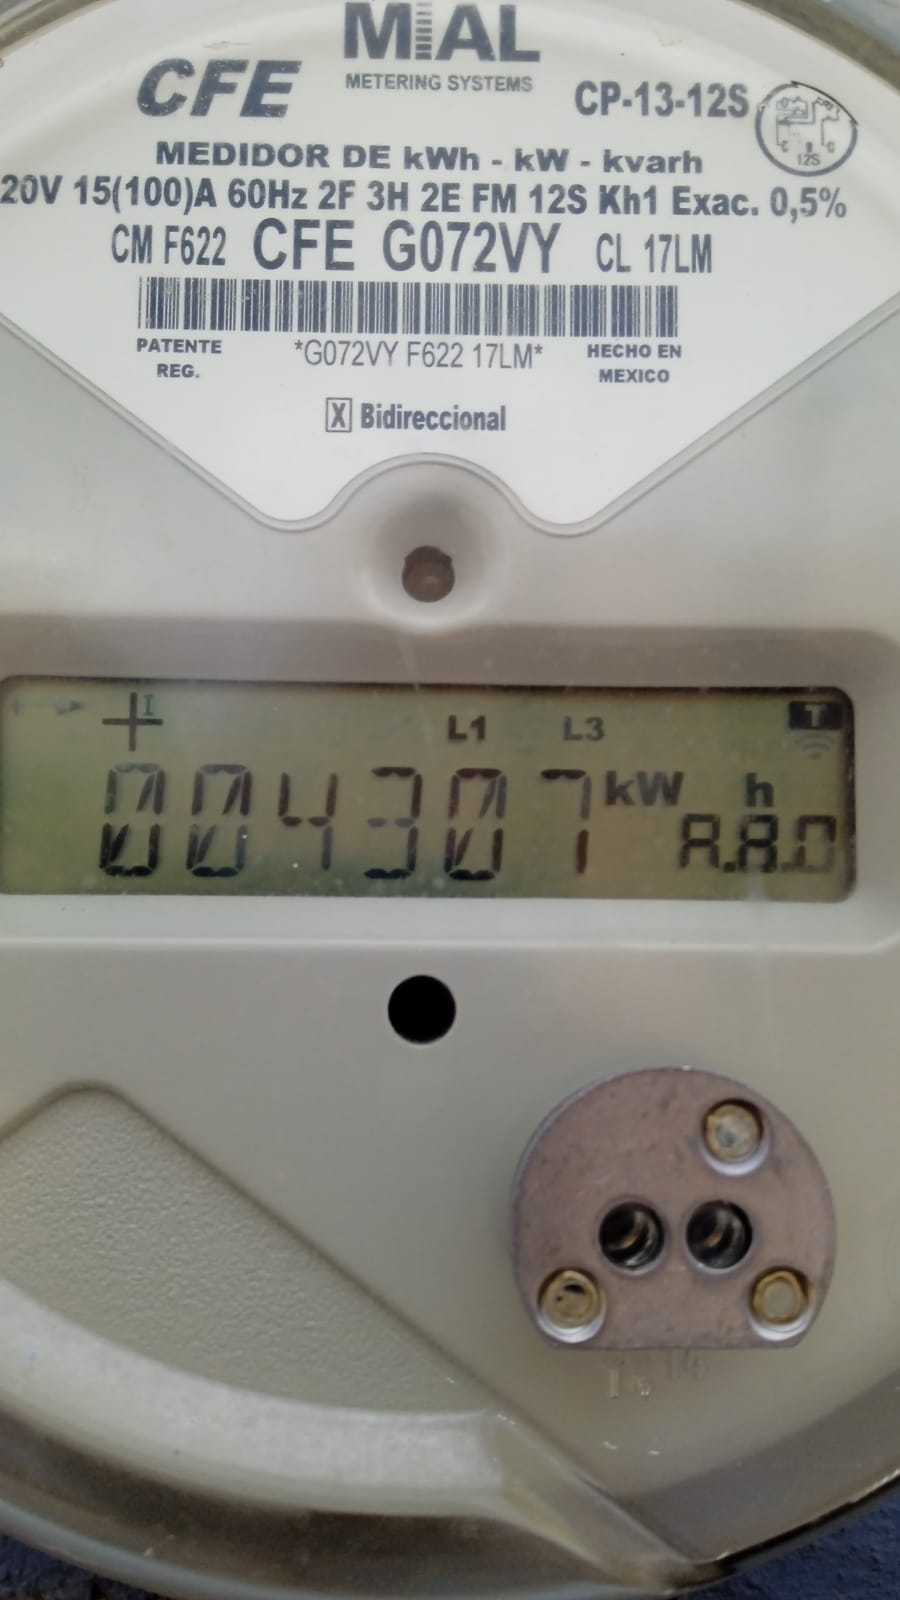 MIAL
METERING SYSTEMS
CFE
CP-13-12S
12S
MEDIDOR DE kWh - kW - kvarh
20V 15(100)A 60Hz 2F 3H 2E FM 12S Kh1 Exac. 0,5%
CM F622 CFE G072VY CL 17LM
PATENTE REG.
*G072VY F622 17LM*
HECHO EN MEXICO
X Bidireccional
L1 L3 T
004307 kW h